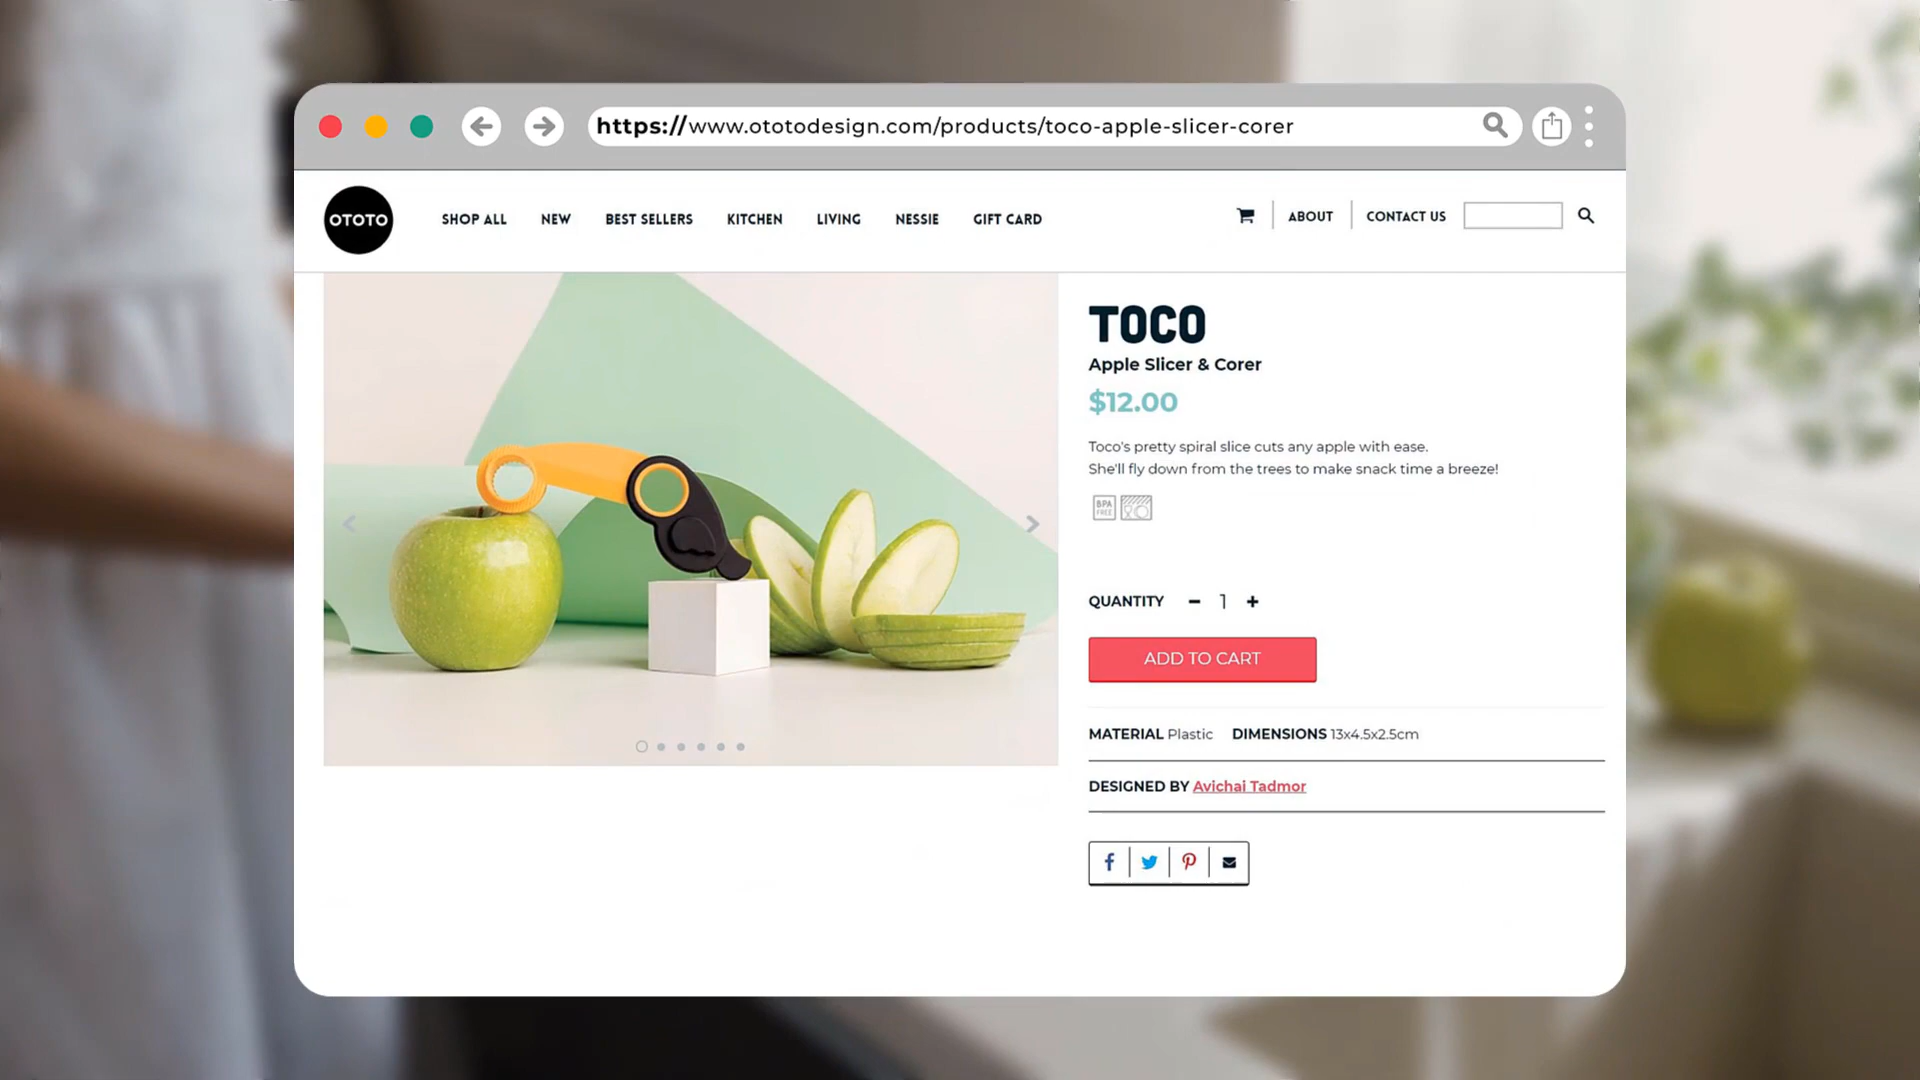 https://www.ototodesign.com/products/toco-apple-slicer-corer
OTOTO
SHOP ALL NEW BEST SELLERS KITCHEN LIVING NESSIE GIFT CARD
ABOUT CONTACT US
TOCO
Apple Slicer & Corer
$12.00
Toco's pretty spiral slice cuts any apple with ease.
She'll fly down from the trees to make snack time a breeze!
BPA
FREE
QUANTITY - 1 +
ADD TO CART
MATERIAL Plastic DIMENSIONS 13x4.5x2.5cm
DESIGNED BY Avichai Tadmor